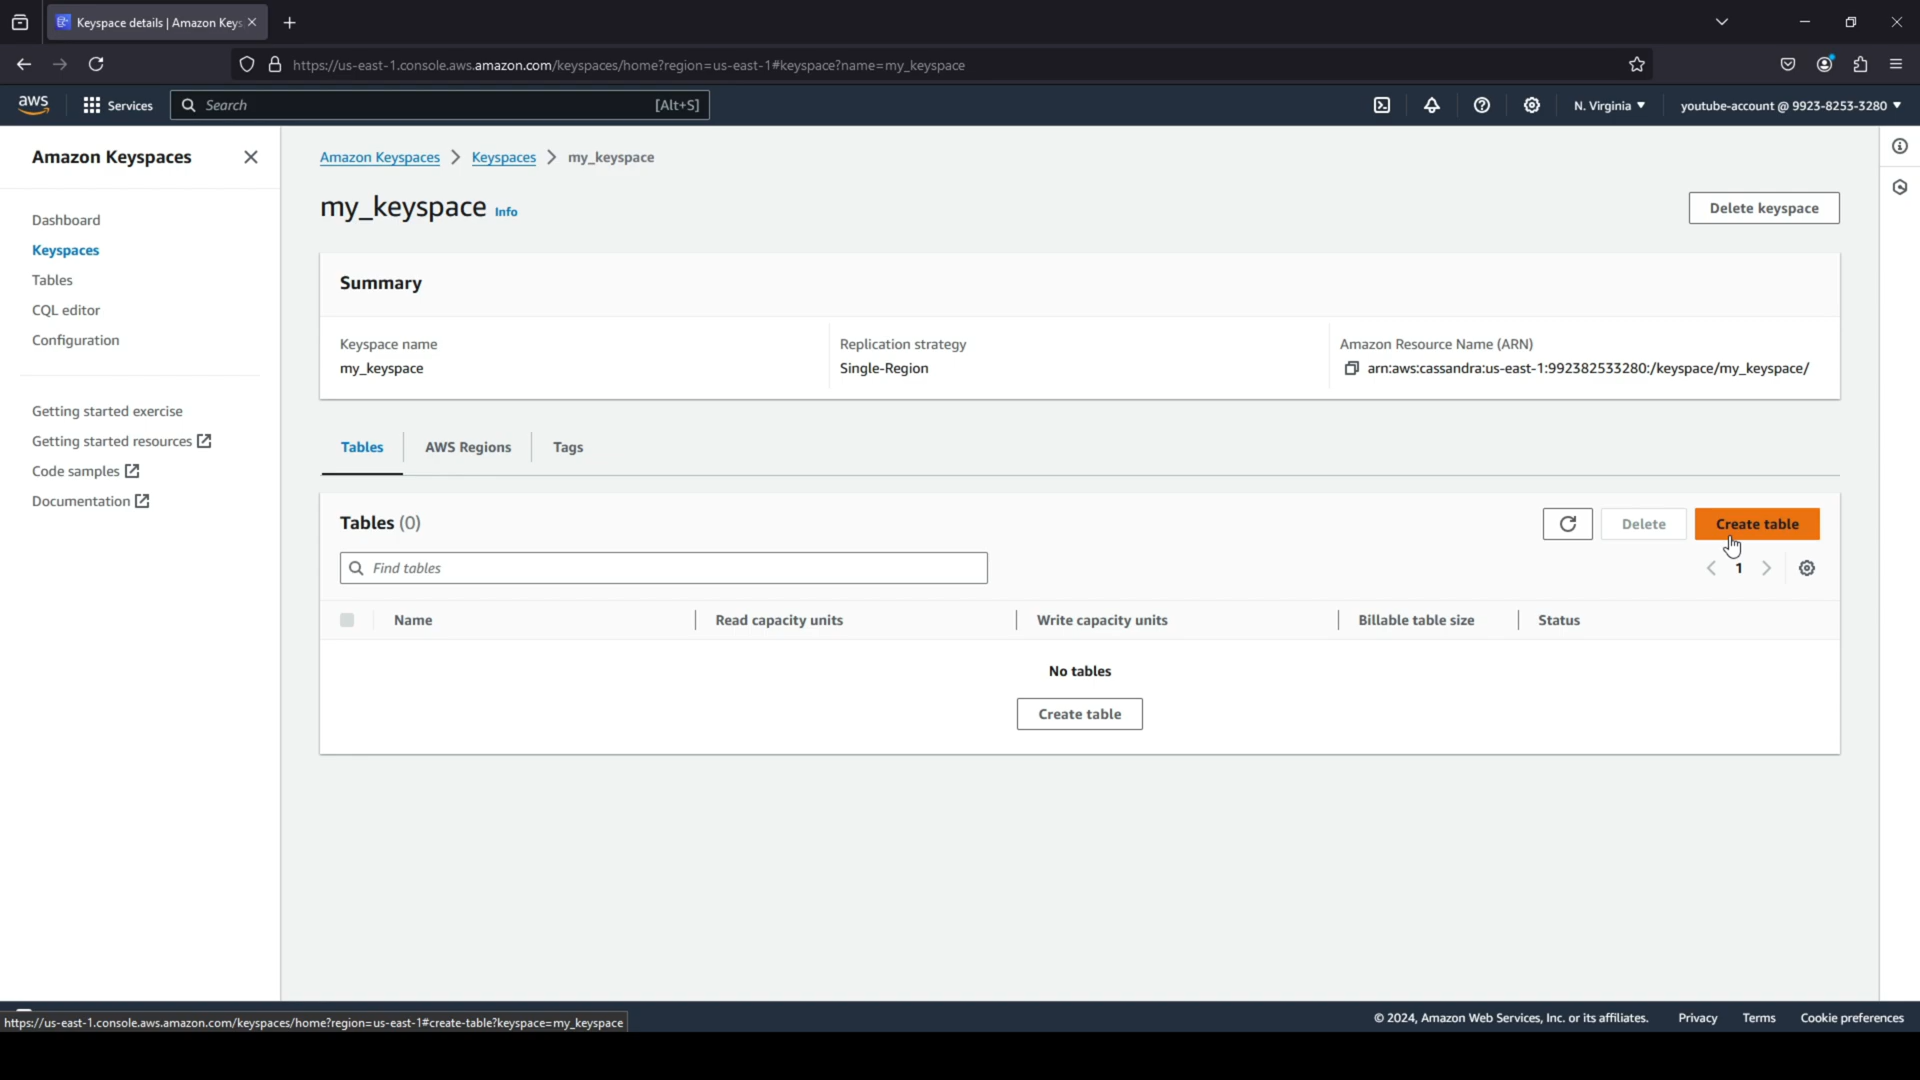 Keyspace details | Amazon Keys
https://us-east-1.console.aws.amazon.com/keyspaces/home?region=us-east-1#keyspace?name=my_keyspace
aws
Services
Search
[Alt+S]
N. Virginia
youtube-account @ 9923-8253-3280
Amazon Keyspaces
Dashboard
Keyspaces
Tables
CQL editor
Configuration
Getting started exercise
Getting started resources
Code samples
Documentation
Amazon Keyspaces > Keyspaces > my_keyspace
my_keyspace Info
Delete keyspace
Summary
Keyspace name
my_keyspace
Replication strategy
Single-Region
Amazon Resource Name (ARN)
arn:aws:cassandra:us-east-1:992382533280:/keyspace/my_keyspace/
Tables
AWS Regions
Tags
Tables (0)
Delete
Create table
Find tables
1
Name
Read capacity units
Write capacity units
Billable table size
Status
No tables
Create table
https://us-east-1.console.aws.amazon.com/keyspaces/home?region=us-east-1#create-table?keyspace=my_keyspace
© 2024, Amazon Web Services, Inc. or its affiliates.
Privacy
Terms
Cookie preferences